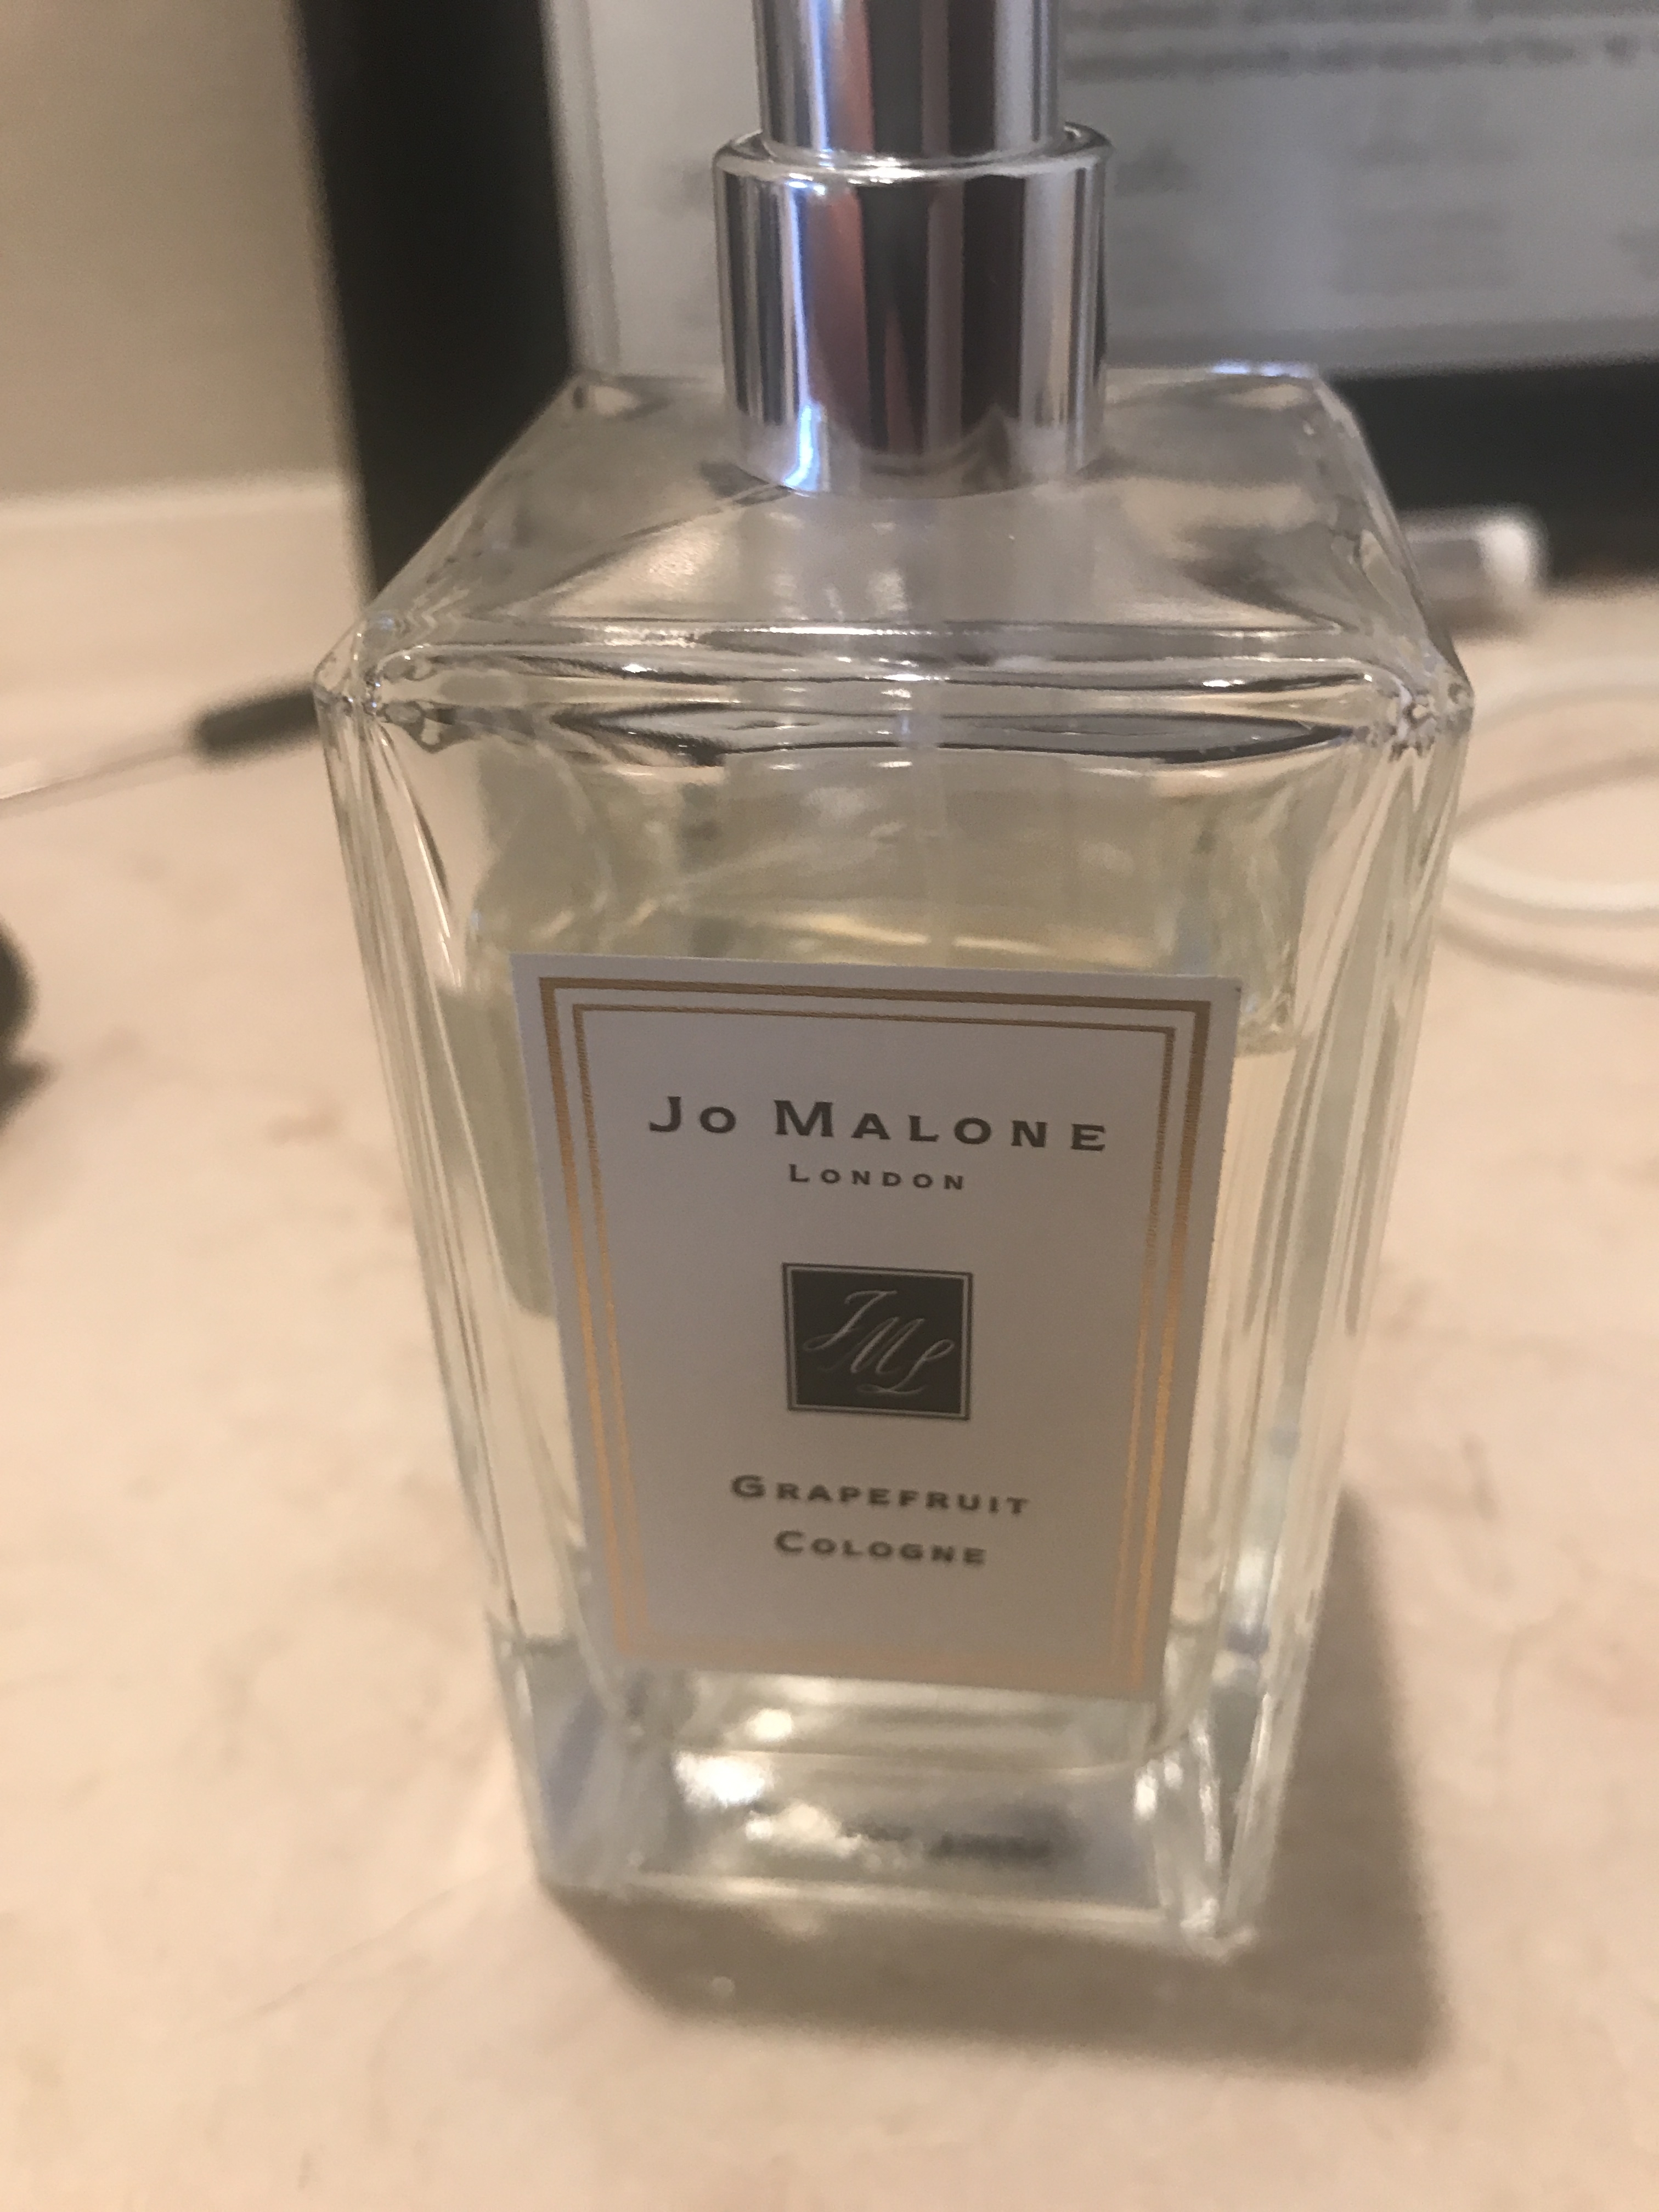 Jo Malone
London
JML
Grapefruit
Cologne